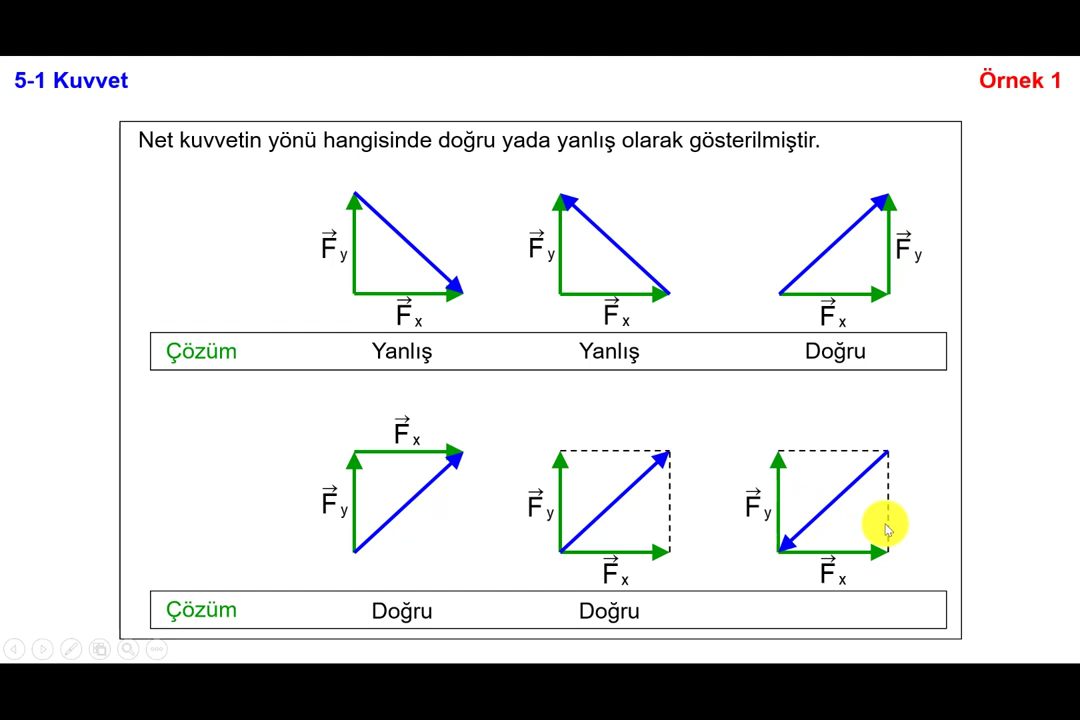 5-1 Kuvvet
Örnek 1
Net kuvvetin yönü hangisinde doğru yada yanlış olarak gösterilmiştir.
F y F y F y
F x F x F x
Çözüm Yanlış Yanlış Doğru
F x
F y F y F y
F x F x
Çözüm Doğru Doğru